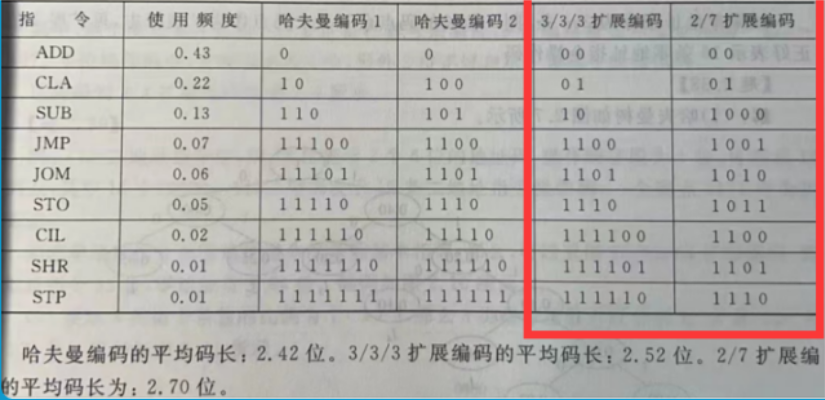 指 令 使用频度 哈夫曼编码1 哈夫曼编码2 3/3/3扩展编码 2/7扩展编码
ADD 0.43 0 0 00 00
CLA 0.22 10 100 01 01
SUB 0.13 110 101 10 1000
JMP 0.07 11100 1100 1100 1001
JOM 0.06 11101 1101 1101 1010
STO 0.05 11110 1110 1110 1011
CIL 0.02 111110 11110 111100 1100
SHR 0.01 1111110 111110 111101 1101
STP 0.01 1111111 111111 111110 1110
哈夫曼编码的平均码长：2.42位。3/3/3扩展编码的平均码长：2.52位。2/7扩展编
的平均码长为：2.70位。